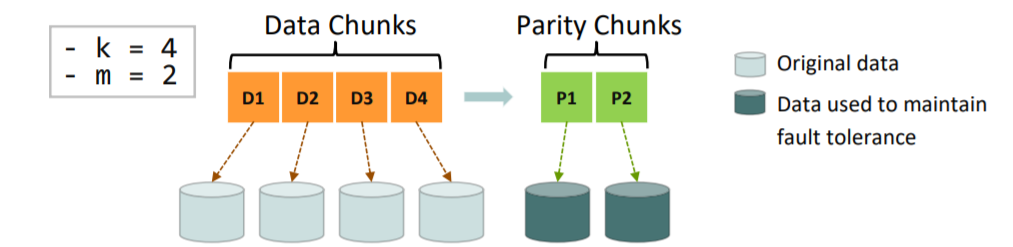 - k = 4
- m = 2
Data Chunks
Parity Chunks
D1 D2 D3 D4
P1 P2
Original data
Data used to maintain
fault tolerance